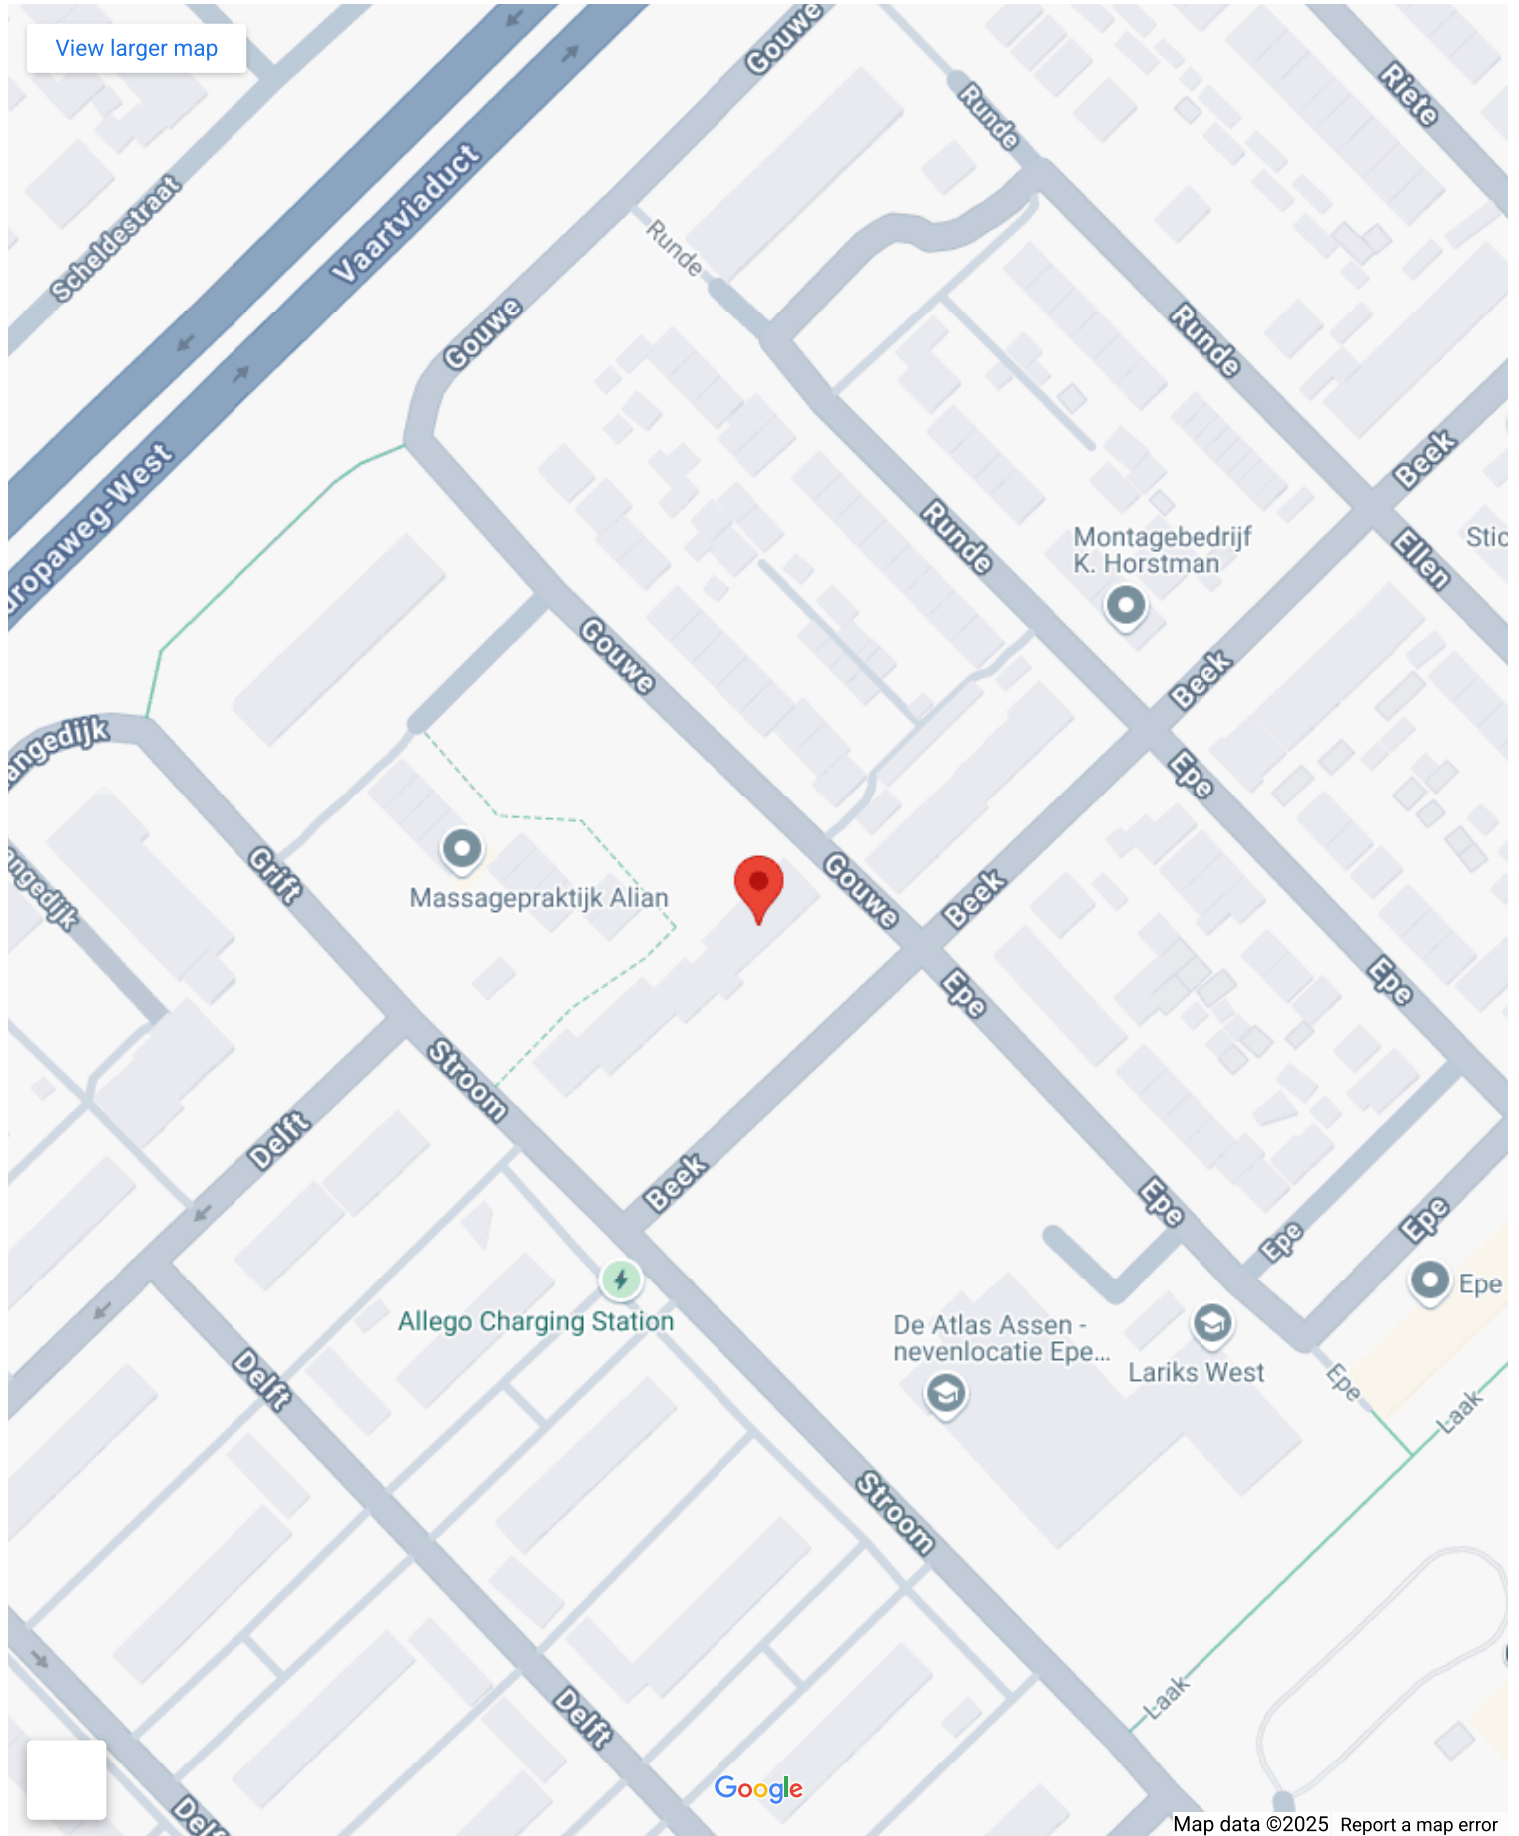 View larger map
Gouwe
Runde
Riete
Scheldestraat
Vaartviaduct
Runde
Gouwe
Runde
Beek
uropaweg-West
Runde
Montagebedrijf
K. Horstman
Stic
Ellen
Gouwe
Beek
angedijk
Epe
Grift
angedijk
Massagepraktijk Alian
Gouwe
Beek
Epe
Epe
Stroom
Delft
Beek
Epe
Epe
Epe
Epe
Allego Charging Station
De Atlas Assen -
nevenlocatie Epe...
Lariks West
Epe
Laak
Delft
Stroom
Laak
Delft
Delf
Google
Map data ©2025
Report a map error